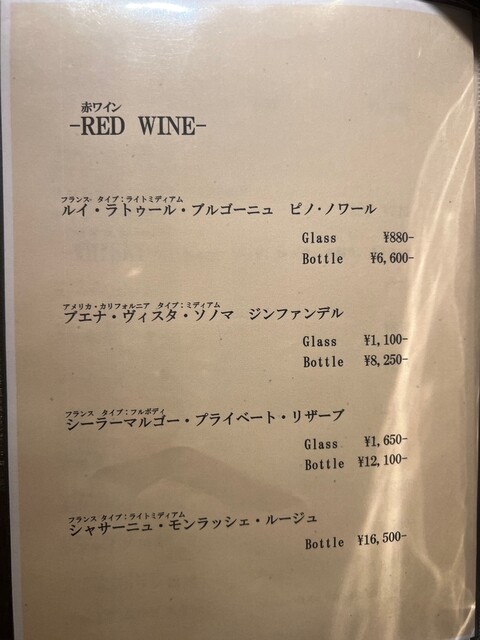 赤ワイン
-RED WINE-
フランス タイプ：ライトミディアム
ルイ・ラトゥール・ブルゴーニュ ピノ・ノワール
Glass ¥880-
Bottle ¥6,600-
アメリカ・カリフォルニア タイプ：ミディアム
ブエナ・ヴィスタ・ソノマ ジンファンデル
Glass ¥1,100-
Bottle ¥8,250-
フランス タイプ：フルボディ
シーラーマルゴー・プライベート・リザーブ
Glass ¥1,650-
Bottle ¥12,100-
フランス タイプ：ライトミディアム
シャサーニュ・モンラッシェ・ルージュ
Bottle ¥16,500-